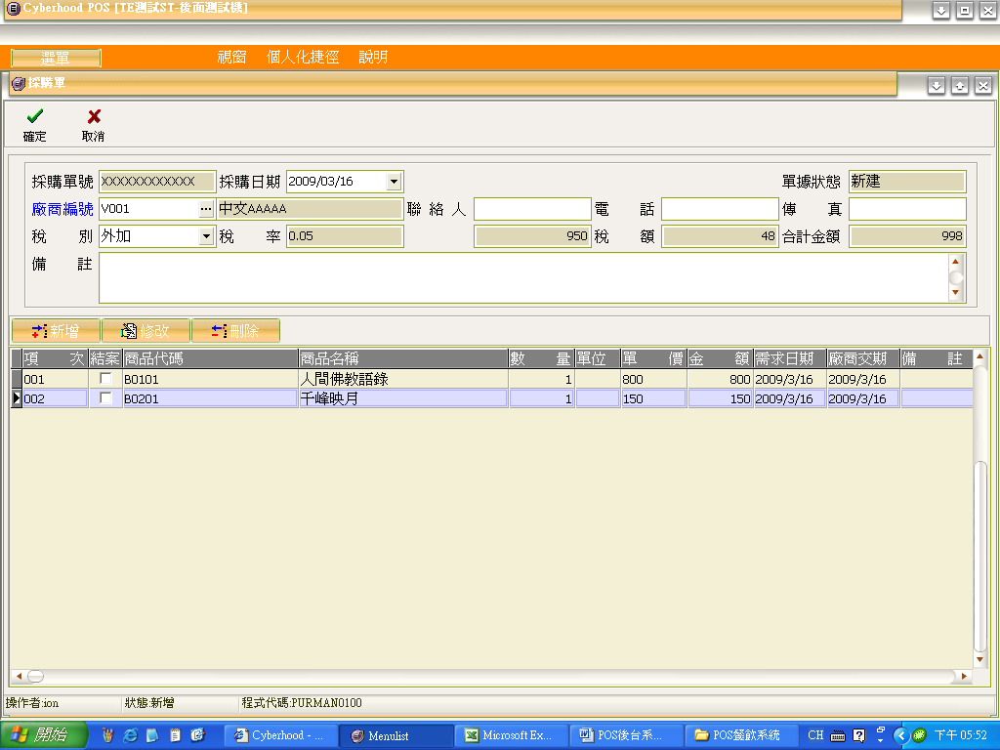 Cyberhood POS [TE測試ST-後面測試機]
選單 視窗 個人化捷徑 說明
採購單
確定 取消
採購單號 XXXXXXXXXXXX 採購日期 2009/03/16 單據狀態 新建
廠商編號 V001 ... 中文AAAAA 聯絡人 電話 傳真
稅別 外加 稅率 0.05 950 稅額 48 合計金額 998
備註
新增 修改 刪除
項次 結案 商品代碼 商品名稱 數量 單位 單價 金額 需求日期 廠商交期 備註
001 B0101 人間佛教語錄 1 800 800 2009/3/16 2009/3/16
002 B0201 千峰映月 1 150 150 2009/3/16 2009/3/16
操作者:ion 狀態:新增 程式代碼:PURMAN0100
開始 Cyberhood - ... Menulist Microsoft Ex... POS後台系... POS餐飲系統 CH 下午 05:52